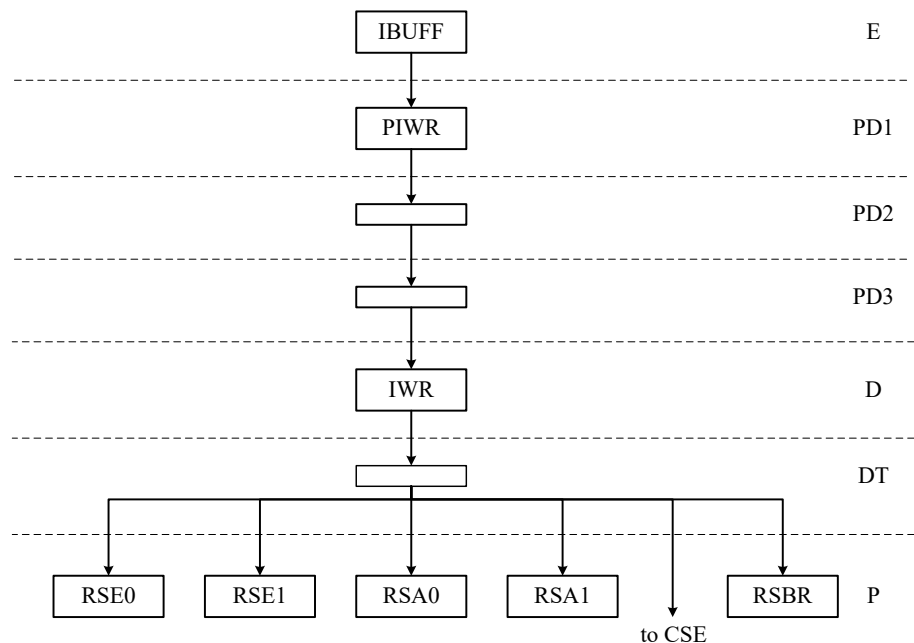 IBUFF E
PIWR PD1
PD2
PD3
IWR D
DT
RSE0 RSE1 RSA0 RSA1 RSBR P
to CSE